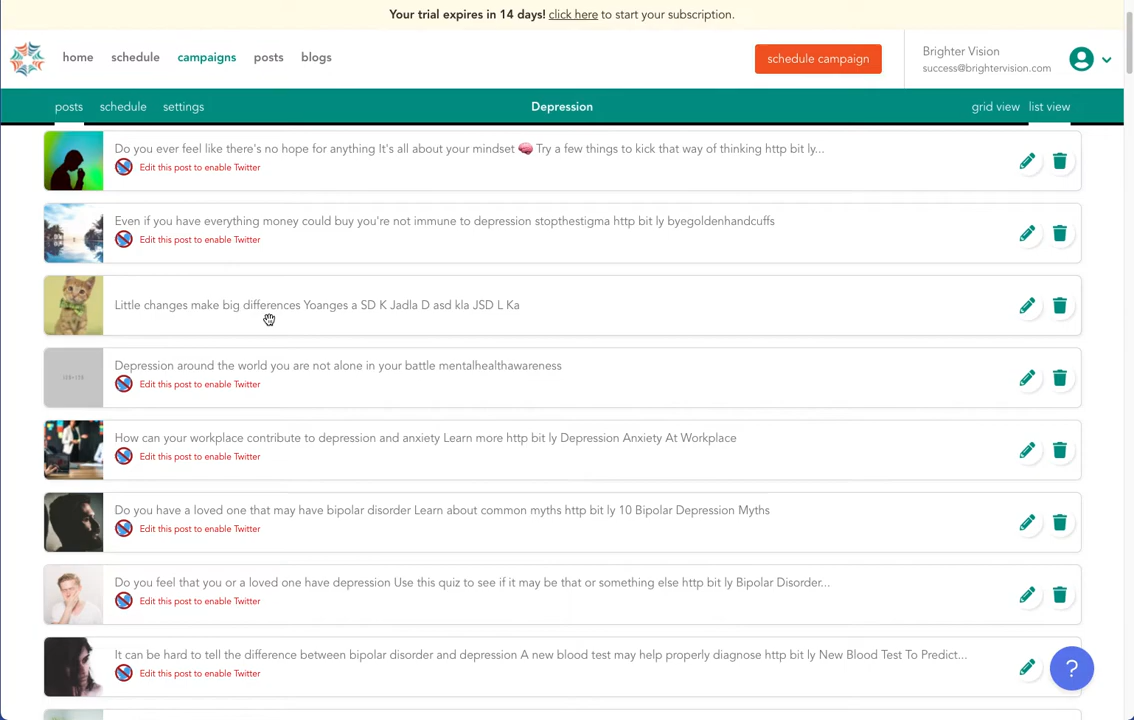 Your trial expires in 14 days! click here to start your subscription.
home schedule campaigns posts blogs schedule campaign Brighter Vision
success@brightervision.com
posts schedule settings Depression grid view list view
Do you ever feel like there's no hope for anything It's all about your mindset 🧠 Try a few things to kick that way of thinking http bit ly...
Edit this post to enable Twitter
Even if you have everything money could buy you're not immune to depression stopthestigma http bit ly byegoldenhandcuffs
Edit this post to enable Twitter
Little changes make big differences Yoanges a SD K Jadla D asd kla JSD L Ka
Depression around the world you are not alone in your battle mentalhealthawareness
Edit this post to enable Twitter
How can your workplace contribute to depression and anxiety Learn more http bit ly Depression Anxiety At Workplace
Edit this post to enable Twitter
Do you have a loved one that may have bipolar disorder Learn about common myths http bit ly 10 Bipolar Depression Myths
Edit this post to enable Twitter
Do you feel that you or a loved one have depression Use this quiz to see if it may be that or something else http bit ly Bipolar Disorder...
Edit this post to enable Twitter
It can be hard to tell the difference between bipolar disorder and depression A new blood test may help properly diagnose http bit ly New Blood Test To Predict...
Edit this post to enable Twitter
?